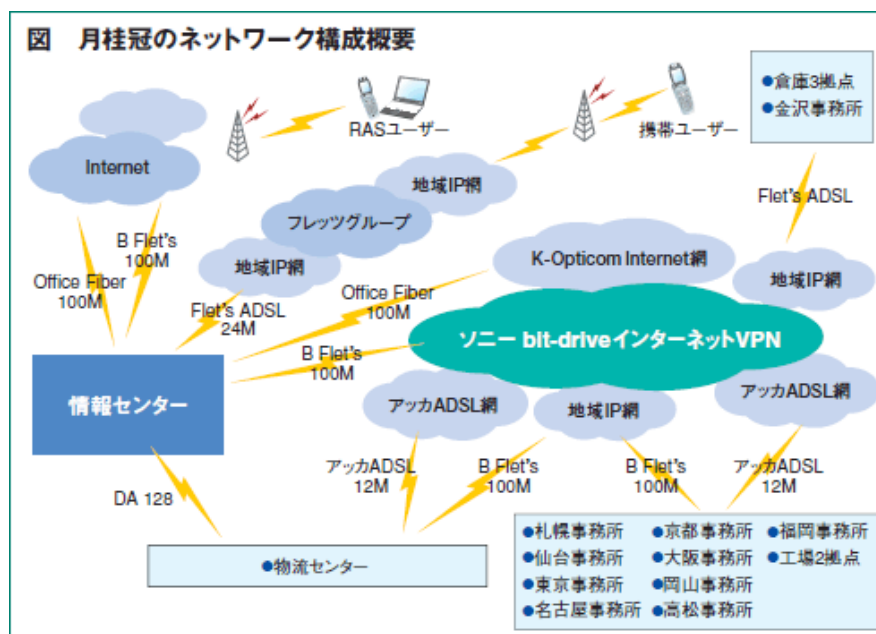 図 月桂冠のネットワーク構成概要
RASユーザー
携帯ユーザー
●倉庫3拠点
●金沢事務所
Internet
地域IP網
フレッツグループ
地域IP網
Flet's ADSL
B Flet's
100M
Office Fiber
100M
Flet's ADSL
24M
K-Opticom Internet網
地域IP網
Office Fiber
100M
B Flet's
100M
ソニー bit-driveインターネットVPN
情報センター
アッカADSL網
地域IP網
アッカADSL網
DA 128
アッカADSL
12M
B Flet's
100M
B Flet's
100M
アッカADSL
12M
●物流センター
●札幌事務所 ●京都事務所 ●福岡事務所
●仙台事務所 ●大阪事務所 ●工場2拠点
●東京事務所 ●岡山事務所
●名古屋事務所 ●高松事務所